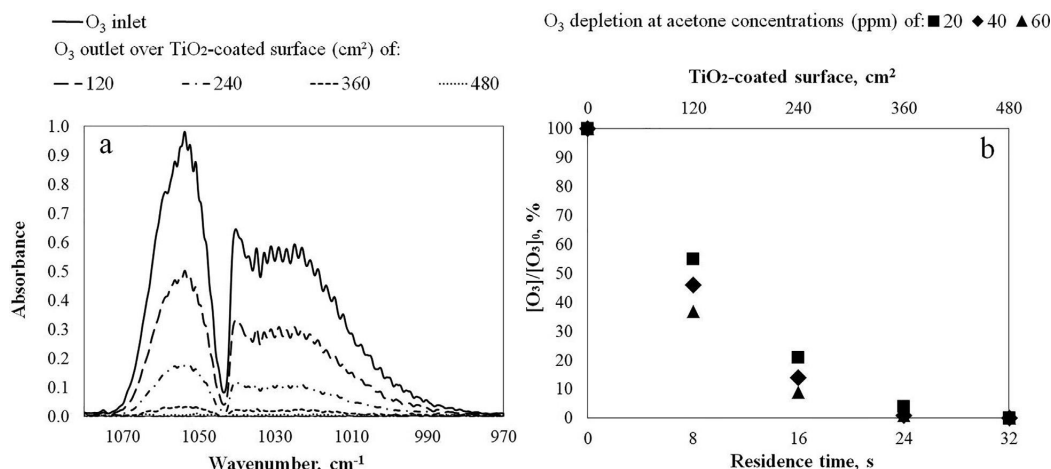 O₃ inlet
O₃ outlet over TiO₂-coated surface (cm²) of:
120 240 360 480
a
1.0
0.9
0.8
0.7
0.6
0.5
0.4
0.3
0.2
0.1
0.0
Absorbance
1070 1050 1030 1010 990 970
Wavenumber, cm⁻¹
O₃ depletion at acetone concentrations (ppm) of: 20 40 60
TiO₂-coated surface, cm²
0 120 240 360 480
b
100
90
80
70
60
50
40
30
20
10
0
[O₃]/[O₃]₀, %
0 8 16 24 32
Residence time, s